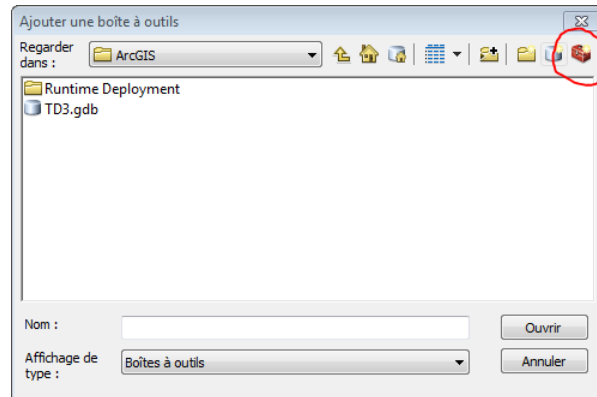 Ajouter une boîte à outils
Regarder dans :
ArcGIS
Runtime Deployment
TD3.gdb
Nom :
Ouvrir
Affichage de type :
Boîtes à outils
Annuler